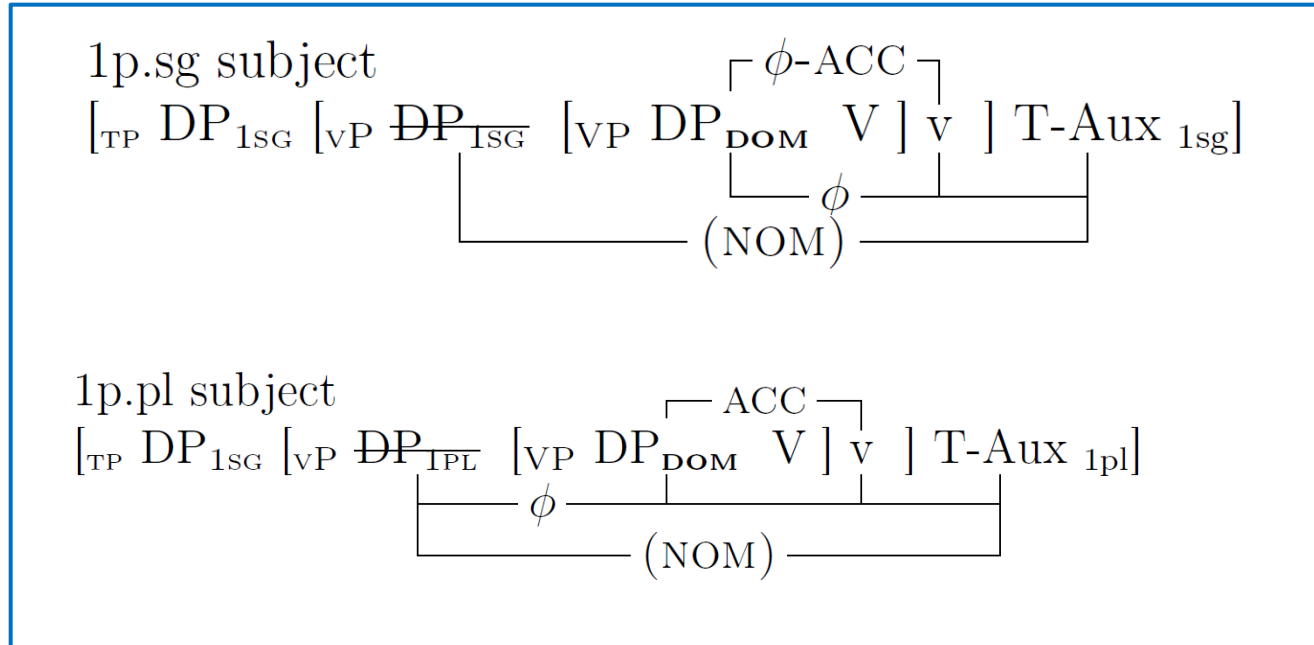 1p.sg subject
ϕ-ACC
[TP DP1SG [vP DP1SG [VP DPDOM V ] v ] T-Aux 1sg]
ϕ
(NOM)
1p.pl subject
ACC
[TP DP1SG [vP DP1PL [VP DPDOM V ] v ] T-Aux 1pl]
ϕ
(NOM)